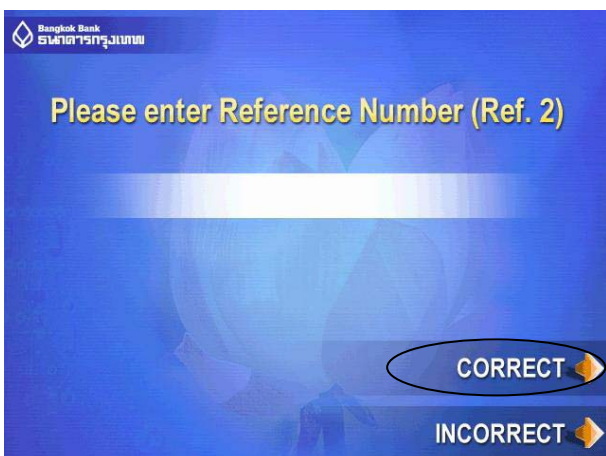 Bangkok Bank
ธนาคารกรุงเทพ
Please enter Reference Number (Ref. 2)
CORRECT
INCORRECT